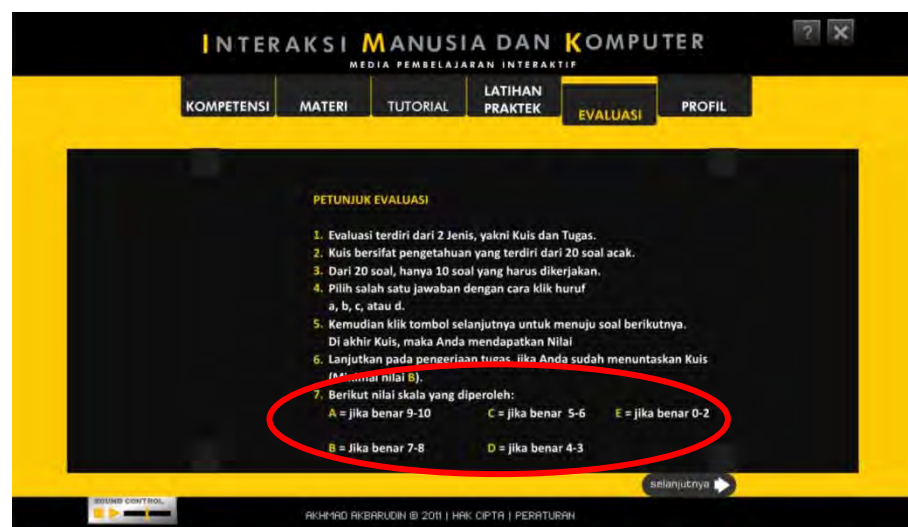 INTERAKSI MANUSIA DAN KOMPUTER
MEDIA PEMBELAJARAN INTERAKTIF
? X
KOMPETENSI MATERI TUTORIAL LATIHAN PRAKTEK EVALUASI PROFIL
PETUNJUK EVALUASI
1. Evaluasi terdiri dari 2 Jenis, yakni Kuis dan Tugas.
2. Kuis bersifat pengetahuan yang terdiri dari 20 soal acak.
3. Dari 20 soal, hanya 10 soal yang harus dikerjakan.
4. Pilih salah satu jawaban dengan cara klik huruf
a, b, c, atau d.
5. Kemudian klik tombol selanjutnya untuk menuju soal berikutnya.
Di akhir Kuis, maka Anda mendapatkan Nilai
6. Lanjutkan pada pengerjaan tugas, jika Anda sudah menuntaskan Kuis
(Minimal nilai B).
7. Berikut nilai skala yang diperoleh:
A = jika benar 9-10 C = jika benar 5-6 E = jika benar 0-2
B = Jika benar 7-8 D = jika benar 4-3
selanjutnya
SOUND CONTROL
AKHMAD AKBARUDIN © 2011 | HAK CIPTA | PERATURAN